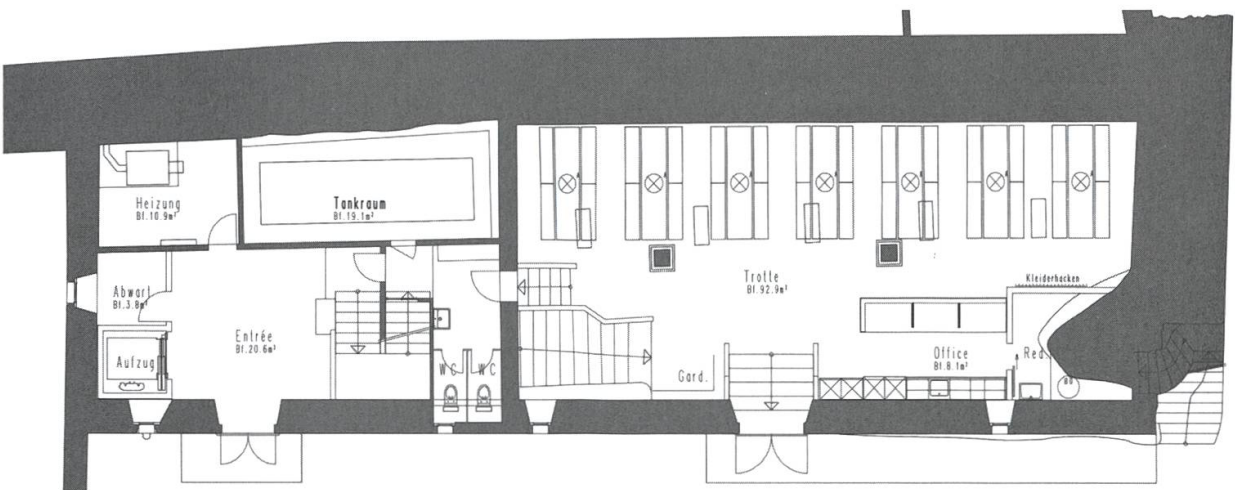 Heizung
Bf.10.9m²
Tankraum
Bf.19.1m²
Abwart
Bf.3.8m²
Entrée
Bf.20.6m²
Aufzug
WC
WC
Trotte
Bf.92.9m²
Kleiderhacken
Gard.
Office
Bf.8.1m²
Red.